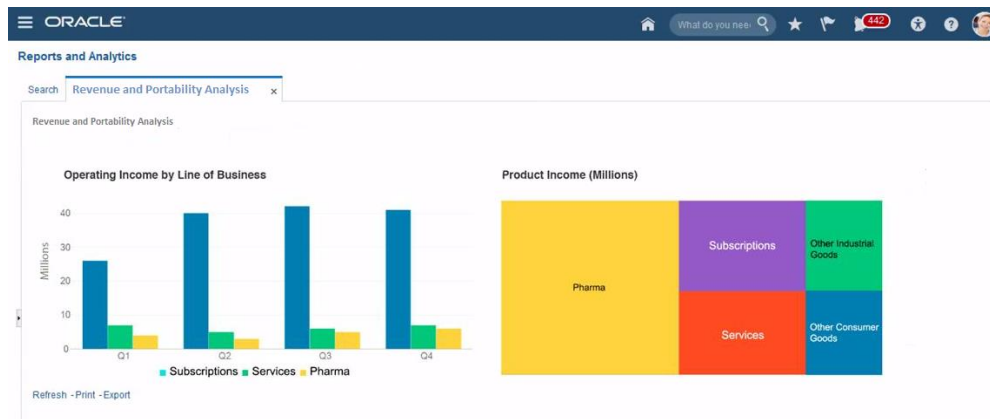 ORACLE
What do you nee
442
Reports and Analytics
Search
Revenue and Portability Analysis x
Revenue and Portability Analysis
Operating Income by Line of Business
Millions
40
30
20
10
0
Q1 Q2 Q3 Q4
Subscriptions Services Pharma
Product Income (Millions)
Pharma
Subscriptions
Services
Other Industrial
Goods
Other Consumer
Goods
Refresh - Print - Export